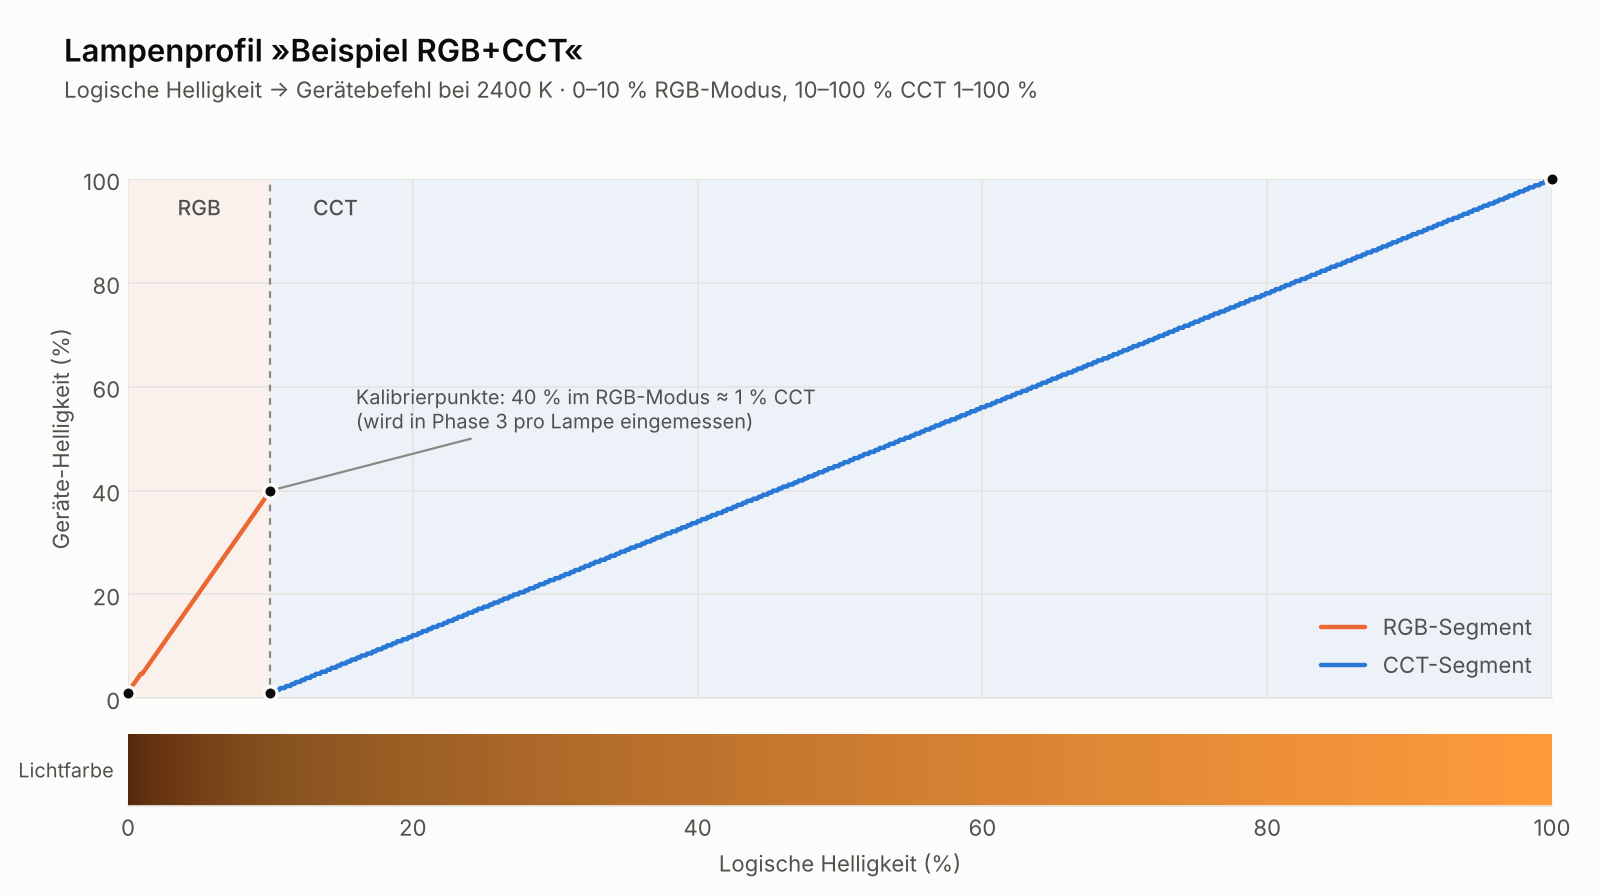 Lampenprofil »Beispiel RGB+CCT«
Logische Helligkeit → Gerätebefehl bei 2400 K · 0–10 % RGB-Modus, 10–100 % CCT 1–100 %
100
80
60
40
20
0
Geräte-Helligkeit (%)
RGB
CCT
Kalibrierpunkte: 40 % im RGB-Modus ≈ 1 % CCT
(wird in Phase 3 pro Lampe eingemessen)
RGB-Segment
CCT-Segment
Lichtfarbe
0
20
40
60
80
100
Logische Helligkeit (%)